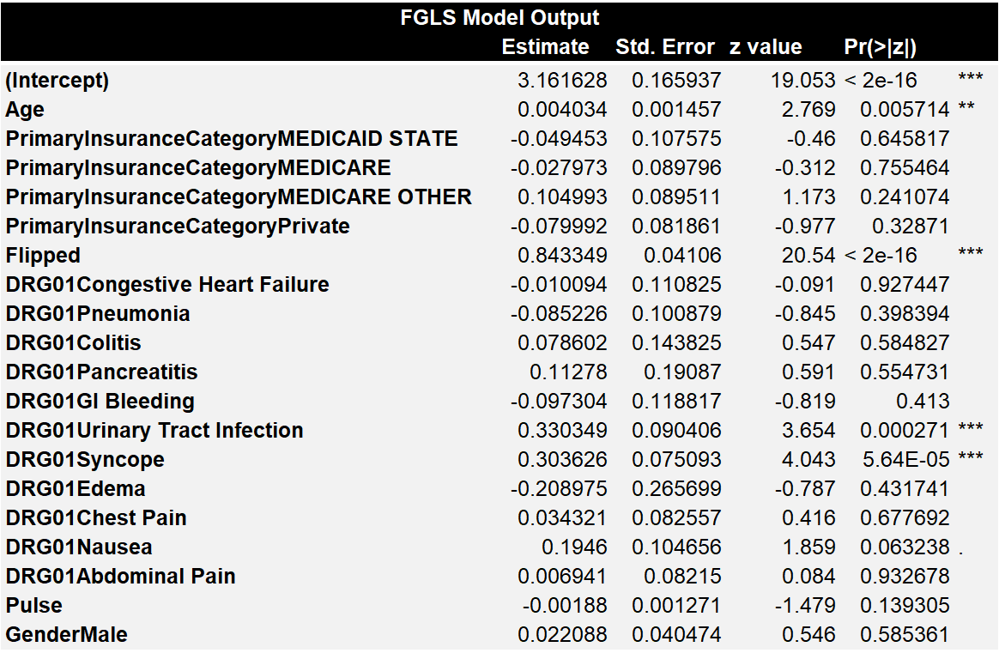 FGLS Model Output
Estimate Std. Error z value Pr(>|z|)
(Intercept) 3.161628 0.165937 19.053 < 2e-16 ***
Age 0.004034 0.001457 2.769 0.005714 **
PrimaryInsuranceCategoryMEDICAID STATE -0.049453 0.107575 -0.46 0.645817
PrimaryInsuranceCategoryMEDICARE -0.027973 0.089796 -0.312 0.755464
PrimaryInsuranceCategoryMEDICARE OTHER 0.104993 0.089511 1.173 0.241074
PrimaryInsuranceCategoryPrivate -0.079992 0.081861 -0.977 0.32871
Flipped 0.843349 0.04106 20.54 < 2e-16 ***
DRG01Congestive Heart Failure -0.010094 0.110825 -0.091 0.927447
DRG01Pneumonia -0.085226 0.100879 -0.845 0.398394
DRG01Colitis 0.078602 0.143825 0.547 0.584827
DRG01Pancreatitis 0.11278 0.19087 0.591 0.554731
DRG01GI Bleeding -0.097304 0.118817 -0.819 0.413
DRG01Urinary Tract Infection 0.330349 0.090406 3.654 0.000271 ***
DRG01Syncope 0.303626 0.075093 4.043 5.64E-05 ***
DRG01Edema -0.208975 0.265699 -0.787 0.431741
DRG01Chest Pain 0.034321 0.082557 0.416 0.677692
DRG01Nausea 0.1946 0.104656 1.859 0.063238 .
DRG01Abdominal Pain 0.006941 0.08215 0.084 0.932678
Pulse -0.00188 0.001271 -1.479 0.139305
GenderMale 0.022088 0.040474 0.546 0.585361